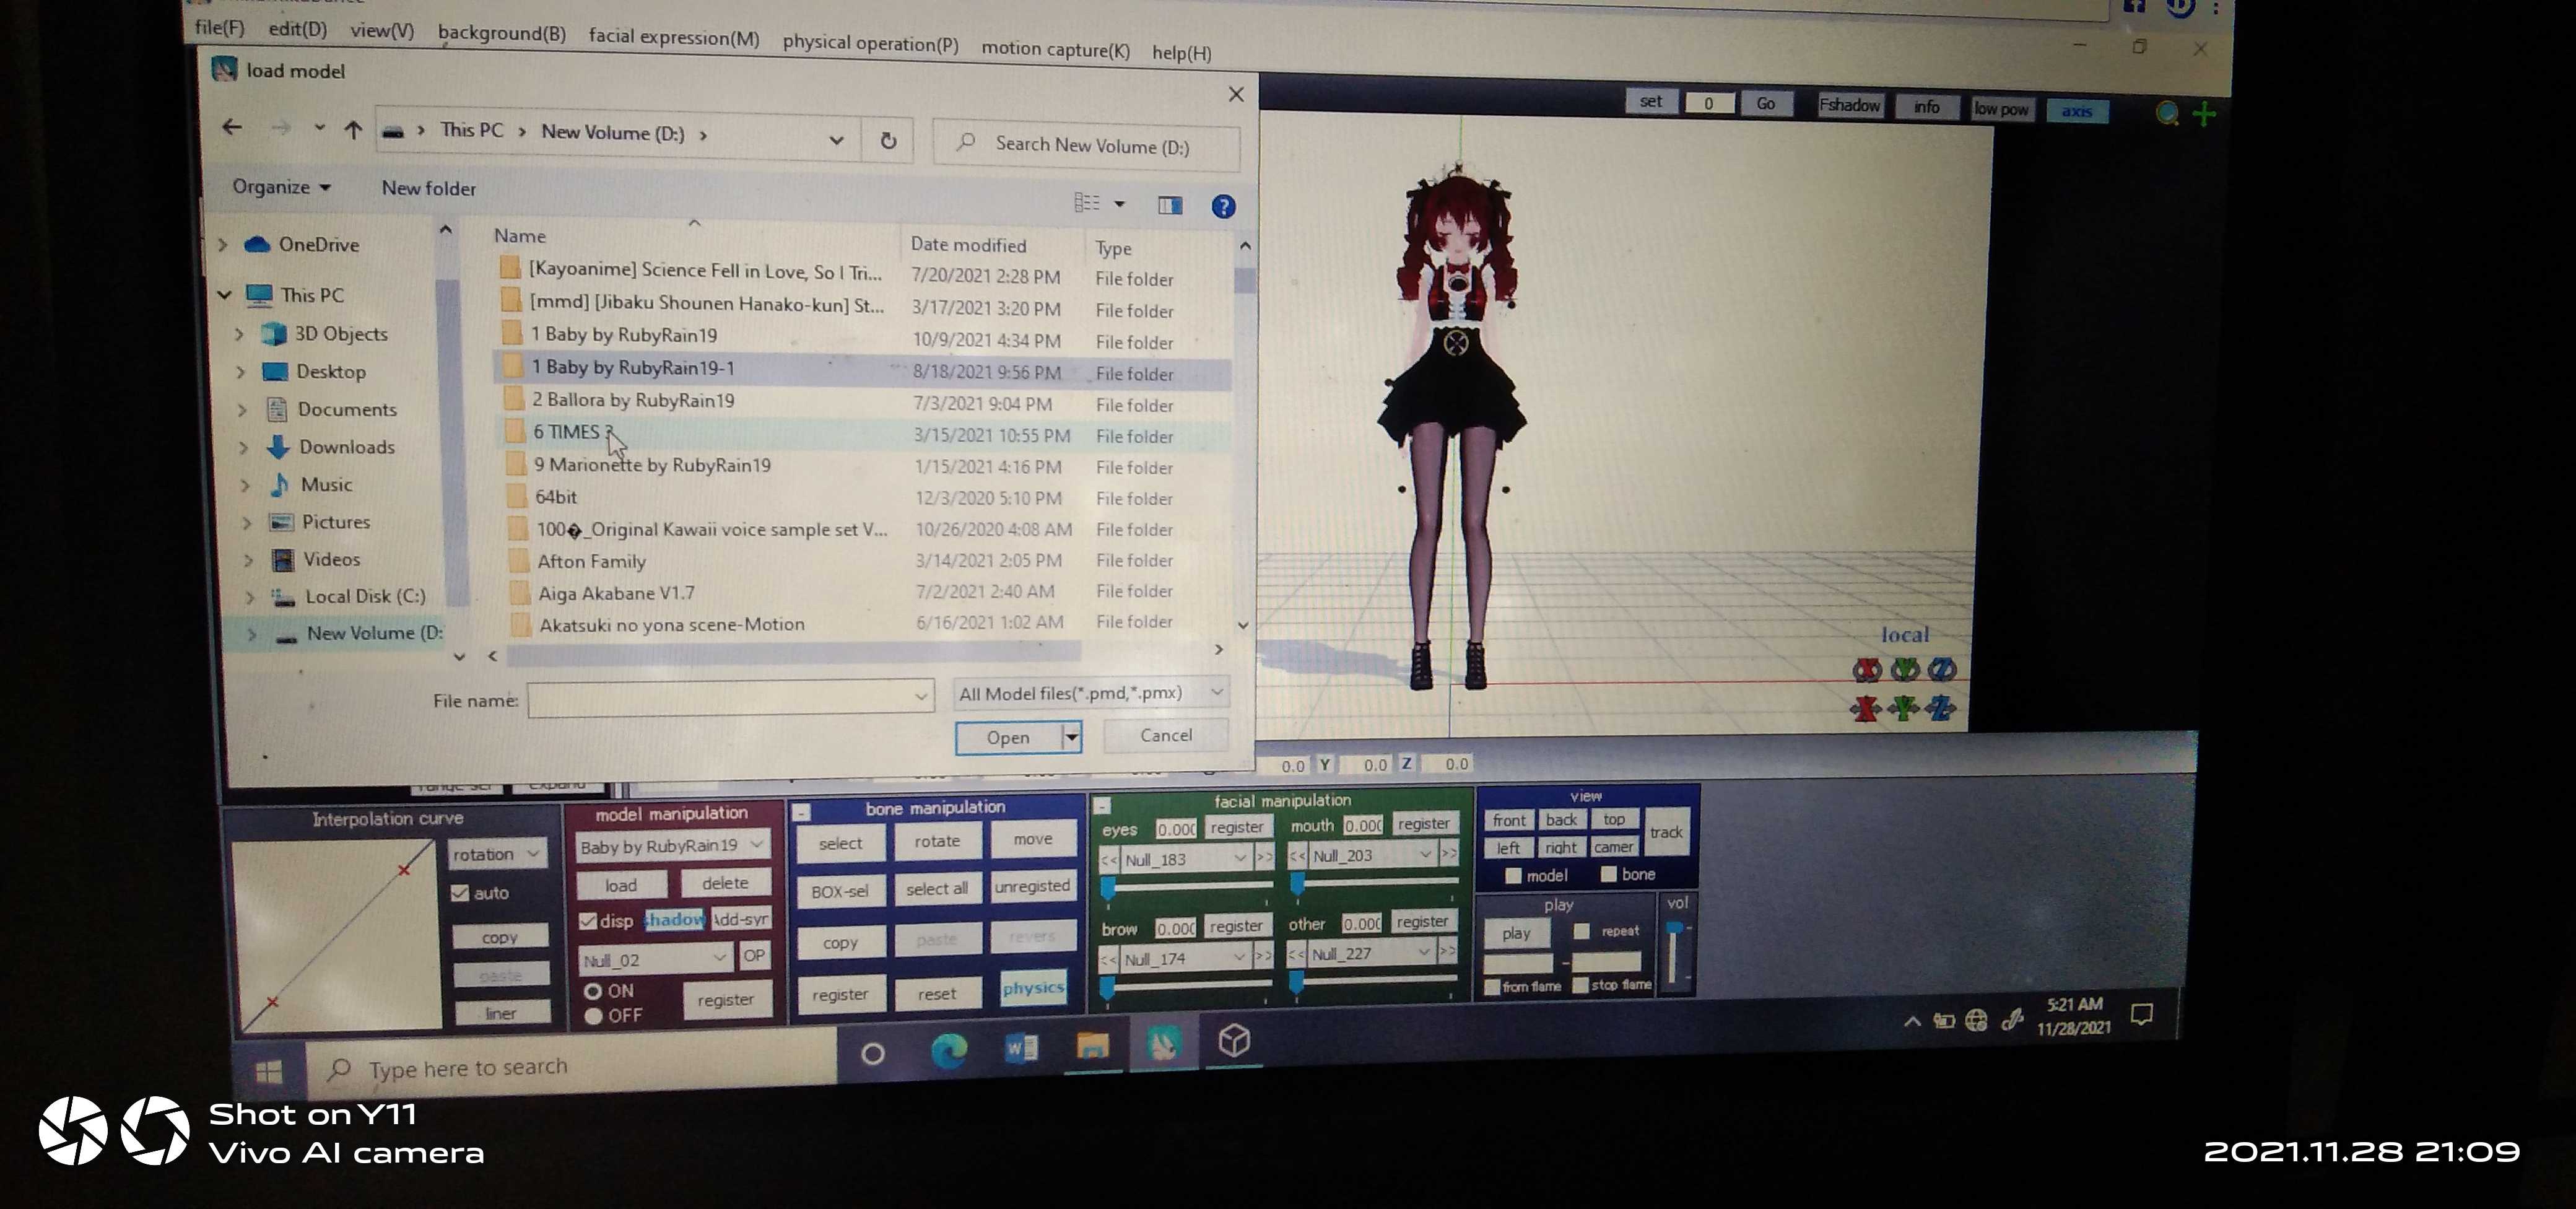 file(F) edit(D) view(V) background(B) facial expression(M) physical operation(P) motion capture(K) help(H)
load model
This PC > New Volume (D:) >
Search New Volume (D:)
Organize New folder
Name Date modified Type
[Kayoanime] Science Fell in Love, So I Tri... 7/20/2021 2:28 PM File folder
[mmd] [Jibaku Shounen Hanako-kun] St... 3/17/2021 3:20 PM File folder
1 Baby by RubyRain19 10/9/2021 4:34 PM File folder
1 Baby by RubyRain19-1 8/18/2021 9:56 PM File folder
2 Ballora by RubyRain19 7/3/2021 9:04 PM File folder
6 TIMES 3/15/2021 10:55 PM File folder
9 Marionette by RubyRain19 1/15/2021 4:16 PM File folder
64bit 12/3/2020 5:10 PM File folder
100�_Original Kawaii voice sample set V... 10/26/2020 4:08 AM File folder
Afton Family 3/14/2021 2:05 PM File folder
Aiga Akabane V1.7 7/2/2021 2:40 AM File folder
Akatsuki no yona scene-Motion 6/16/2021 1:02 AM File folder
OneDrive
This PC
3D Objects
Desktop
Documents
Downloads
Music
Pictures
Videos
Local Disk (C:)
New Volume (D:
File name:
All Model files(*.pmd,*.pmx)
Open Cancel
set 0 Go Fshadow info low pow axis
local
X Y Z
X Y Z
0.0 Y 0.0 Z 0.0
Interpolation curve
rotation
auto
copy
paste
liner
model manipulation
Baby by RubyRain19
load delete
disp shadow Add-syr
Null_02 OP
ON
OFF
register
bone manipulation
select rotate move
BOX-sel select all unregisted
copy paste revers
register reset physics
facial manipulation
eyes 0.000 register mouth 0.000 register
<< Null_183 >> << Null_203 >>
brow 0.000 register other 0.000 register
<< Null_174 >> << Null_227 >>
view
front back top track
left right camer
model bone
play vol
play repeat
-
from flame stop flame
Type here to search
5:21 AM
11/28/2021
Shot on Y11
Vivo AI camera
2021.11.28 21:09